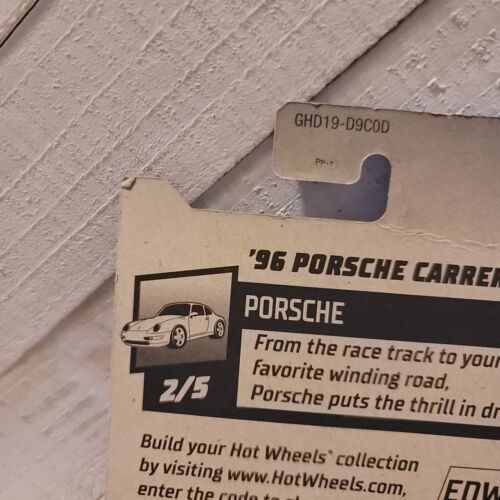 GHD19-D9C0D
PP-1
'96 PORSCHE CARRER
PORSCHE
From the race track to your
Favorite winding road,
Porsche puts the thrill in dr
2/5
Build your Hot Wheels® collection
by visiting www.HotWheels.com,
enter the code to
EDW